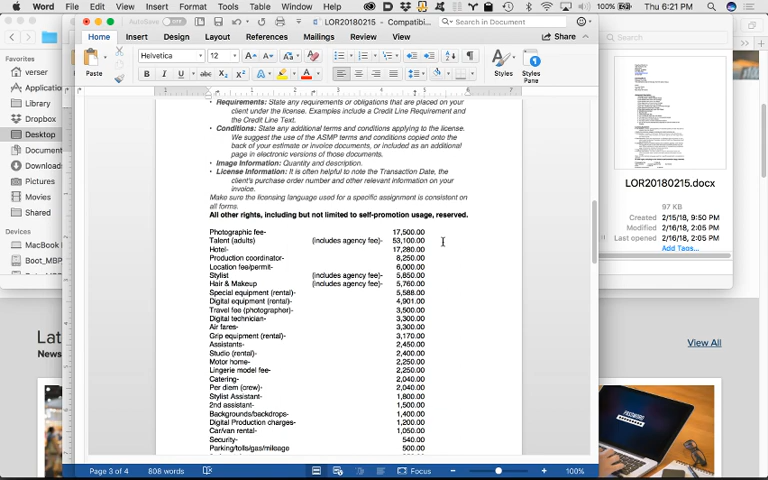 Word File Edit View Insert Format Tools Table Window Help 100% Thu 6:21 PM
AutoSave LOR20180215 - Compatibi... Search in Document
Home Insert Design Layout References Mailings Review View Share
Paste Helvetica 12 Styles Styles Pane
Search
Favorites
verser
Applicatio
Library
Dropbox
Desktop
Document
Downloads
Pictures
Movies
Shared
MacBook
Boot_MBP
• Requirements: State any requirements or obligations that are placed on your
client under the license. Examples include a Credit Line Requirement and
the Credit Line Text.
• Conditions: State any additional terms and conditions applying to the license.
We suggest the use of the ASMP terms and conditions copied onto the
back of your estimate or invoice documents, or included as an additional
page in electronic versions of those documents.
• Image Information: Quantity and description.
• License Information: It is often helpful to note the Transaction Date, the
client's purchase order number and other relevant information on your
invoice.
Make sure the licensing language used for a specific assignment is consistent on
all forms.
All other rights, including but not limited to self-promotion usage, reserved.
Photographic fee- 17,500.00
Talent (adults) (includes agency fee)- 53,100.00
Hotel- 17,280.00
Production coordinator- 8,250.00
Location fee/permit- 6,000.00
Stylist (includes agency fee)- 5,850.00
Hair & Makeup (includes agency fee)- 5,760.00
Special equipment (rental)- 5,588.00
Digital equipment (rental)- 4,901.00
Travel fee (photographer)- 3,500.00
Digital technician- 3,300.00
Air fares- 3,300.00
Grip equipment (rental)- 3,170.00
Assistants- 2,450.00
Studio (rental)- 2,400.00
Motor home- 2,250.00
Lingerie model fee- 2,250.00
Catering- 2,040.00
Per diem (crew)- 2,040.00
Stylist Assistant- 1,800.00
2nd assistant- 1,500.00
Backgrounds/backdrops- 1,400.00
Digital Production charges- 1,200.00
Car/van rental- 1,050.00
Security- 540.00
Parking/tolls/gas/mileage 500.00
Page 3 of 4 808 words Focus 100%
LOR20180215.docx
97 KB
Created 2/15/18, 9:50 PM
Modified 2/16/18, 2:05 PM
Last opened 2/16/18, 2:05 PM
Add Tags...
Lat
News
View All
PASSWORD